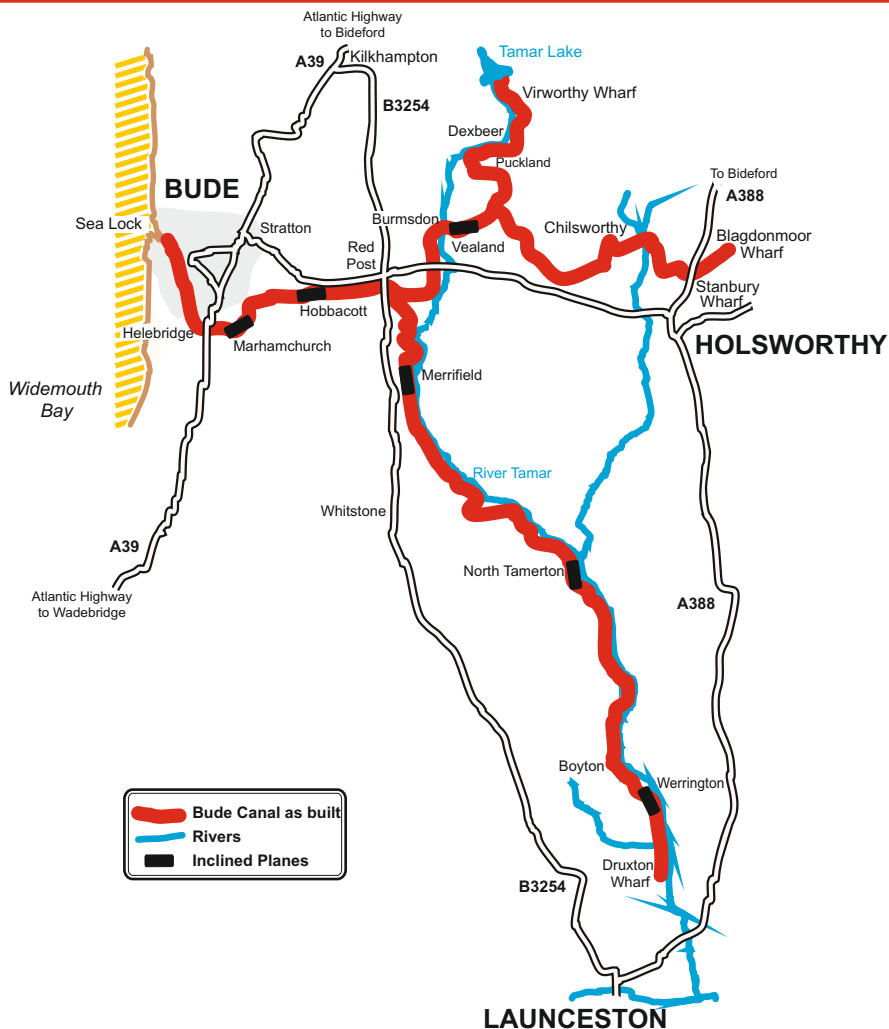 Atlantic Highway
to Bideford
A39
Kilkhampton
Tamar Lake
B3254
Virworthy Wharf
Dexbeer
Puckland
To Bideford
A388
BUDE
Sea Lock
Stratton
Burmsdon
Chilsworthy
Blagdonmoor
Wharf
Red
Post
Vealand
Stanbury
Wharf
Hobbacott
Helebridge
Marhamchurch
HOLSWORTHY
Merrifield
Widemouth
Bay
River Tamar
Whitstone
A39
North Tamerton
Atlantic Highway
to Wadebridge
A388
Boyton
Werrington
Bude Canal as built
Rivers
Inclined Planes
Druxton
Wharf
B3254
LAUNCESTON